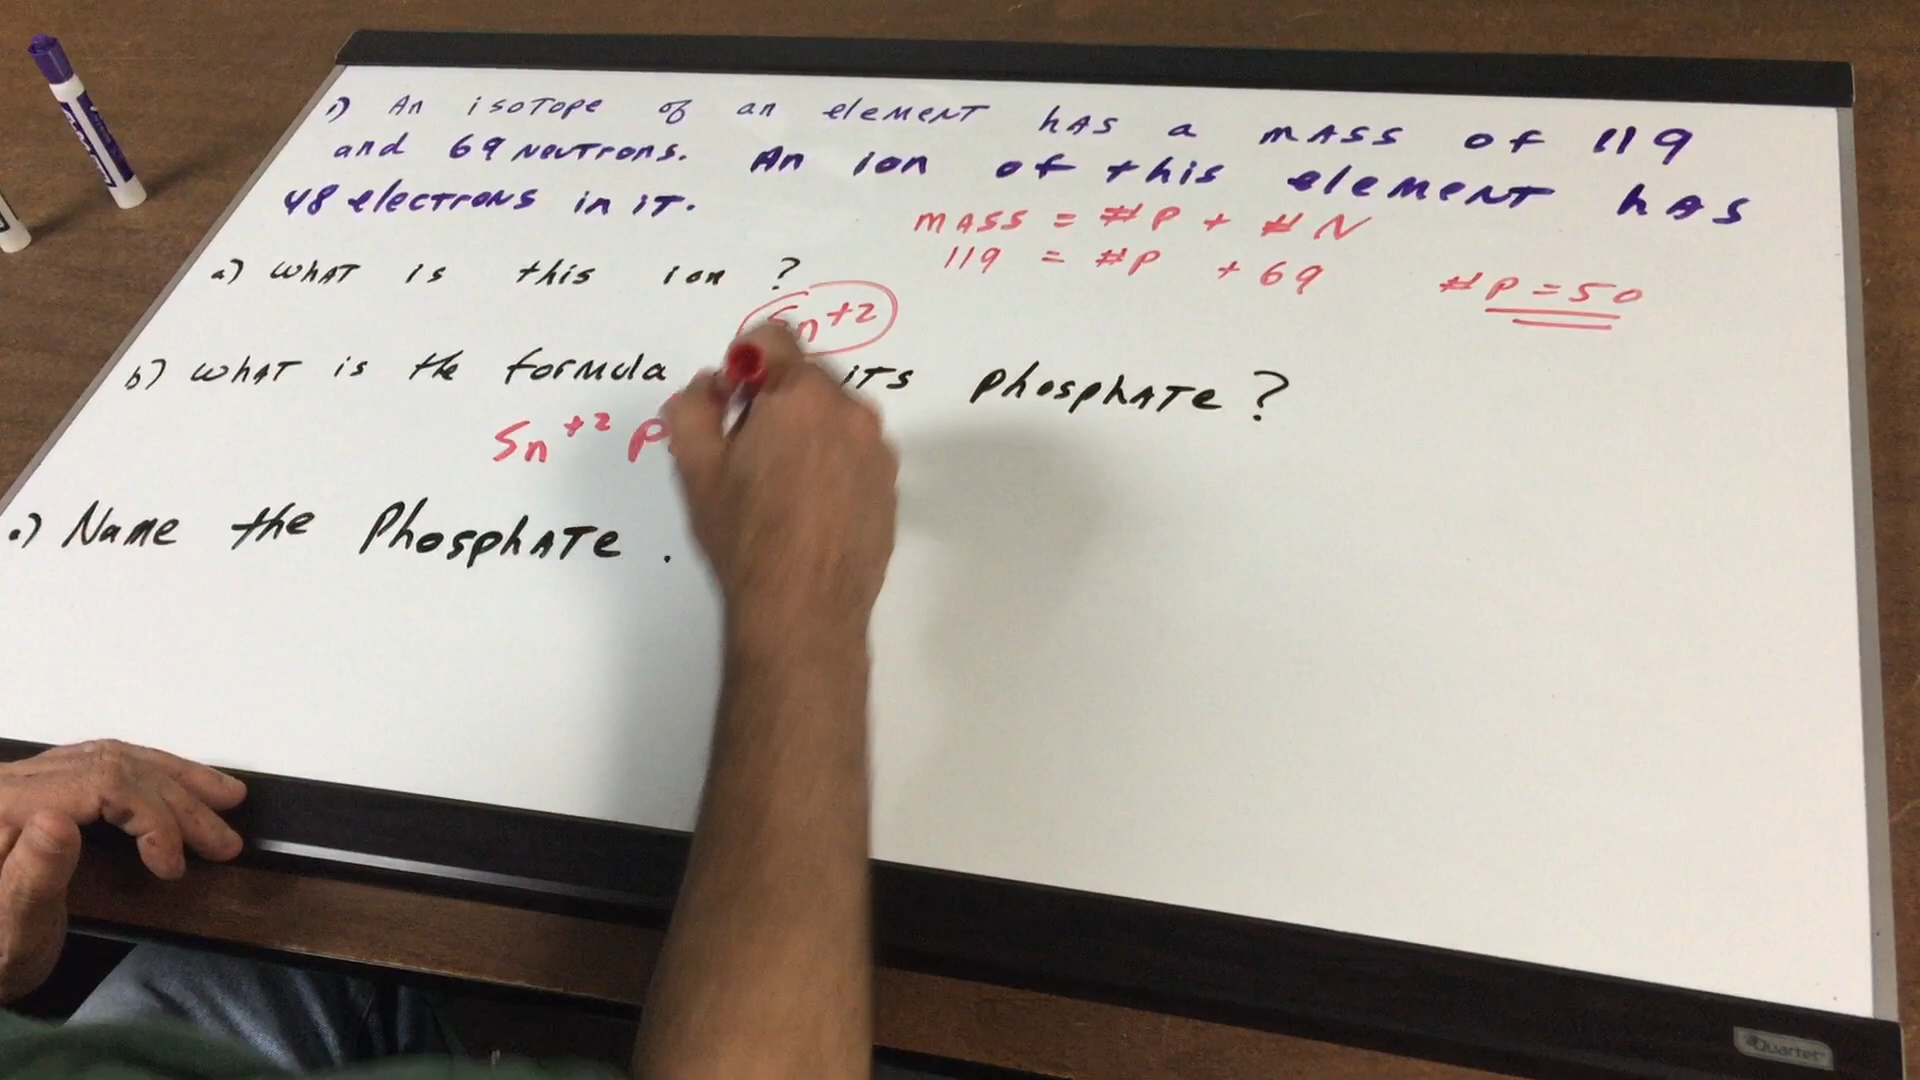 1) An isotope of an element has a mass of 119
and 69 neutrons. An ion of this element has
48 electrons in it.
mass = #P + #N
119 = #P + 69
#P = 50
a) what is this ion ?
Sn+2
b) what is the formula its phosphate ?
Sn+2 P
Name the Phosphate .
Quartet